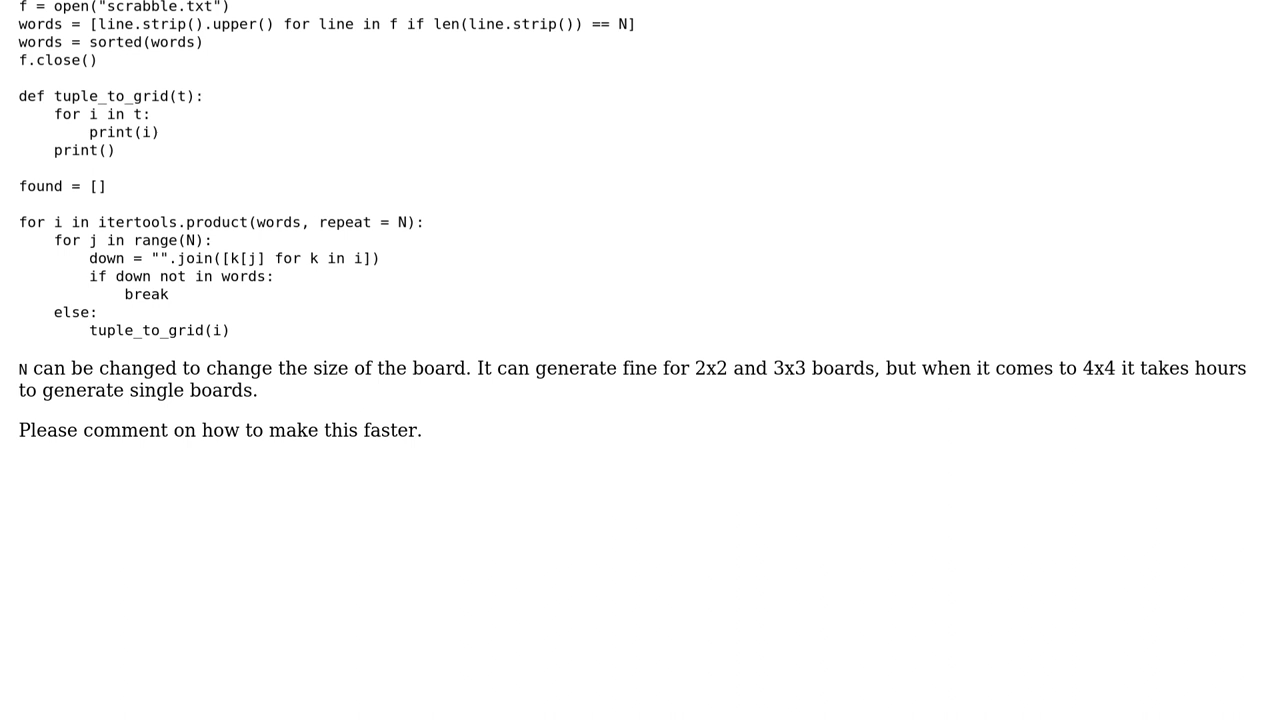 f = open("scrabble.txt")
words = [line.strip().upper() for line in f if len(line.strip()) == N]
words = sorted(words)
f.close()

def tuple_to_grid(t):
    for i in t:
        print(i)
    print()

found = []

for i in itertools.product(words, repeat = N):
    for j in range(N):
        down = "".join([k[j] for k in i])
        if down not in words:
            break
    else:
        tuple_to_grid(i)

N can be changed to change the size of the board. It can generate fine for 2x2 and 3x3 boards, but when it comes to 4x4 it takes hours
to generate single boards.

Please comment on how to make this faster.